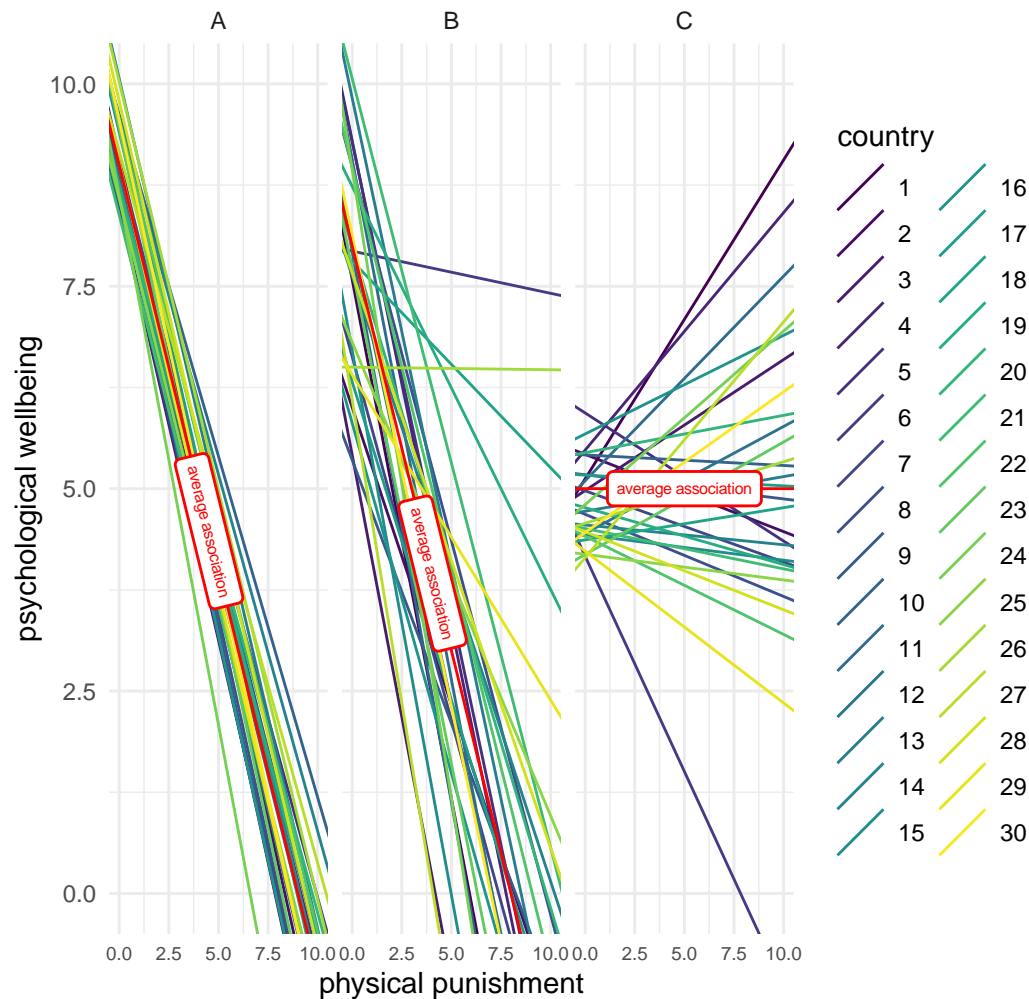 A B C
10.0
7.5
5.0
2.5
0.0
psychological wellbeing
average association
average association
average association
0.0 2.5 5.0 7.5 10.0 0.0 2.5 5.0 7.5 10.0 0.0 2.5 5.0 7.5 10.0
physical punishment
country
1 16
2 17
3 18
4 19
5 20
6 21
7 22
8 23
9 24
10 25
11 26
12 27
13 28
14 29
15 30